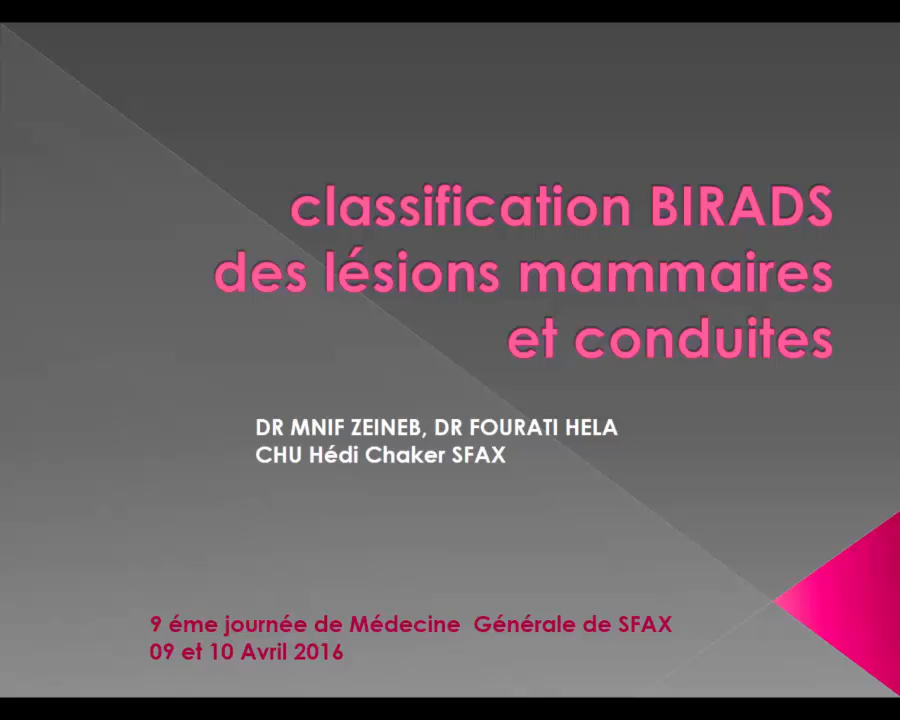 classification BIRADS
des lésions mammaires
et conduites
DR MNIF ZEINEB, DR FOURATI HELA
CHU Hédi Chaker SFAX
9 éme journée de Médecine Générale de SFAX
09 et 10 Avril 2016